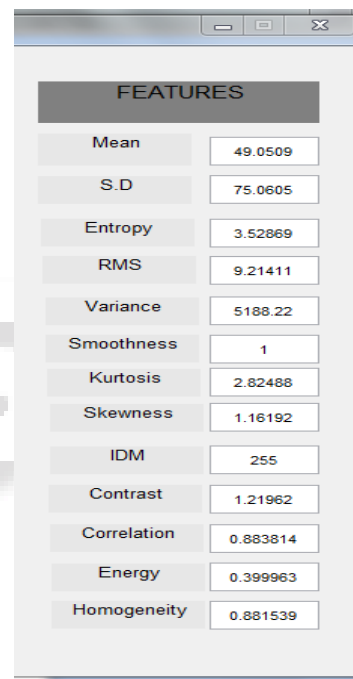 FEATURES
Mean 49.0509
S.D 75.0605
Entropy 3.52869
RMS 9.21411
Variance 5188.22
Smoothness 1
Kurtosis 2.82488
Skewness 1.16192
IDM 255
Contrast 1.21962
Correlation 0.883814
Energy 0.399963
Homogeneity 0.881539